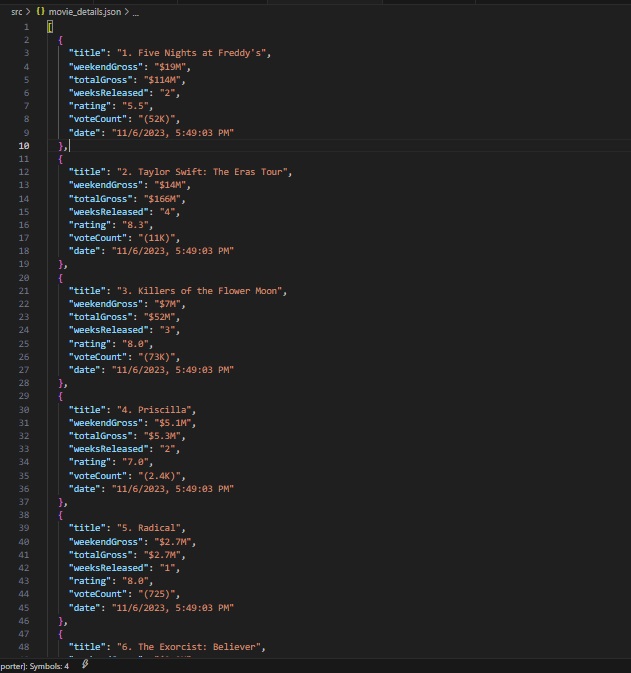 src > {} movie_details.json > ...
1 [
2 {
3 "title": "1. Five Nights at Freddy's",
4 "weekendGross": "$19M",
5 "totalGross": "$114M",
6 "weeksReleased": "2",
7 "rating": "5.5",
8 "voteCount": "(52K)",
9 "date": "11/6/2023, 5:49:03 PM"
10 },
11 {
12 "title": "2. Taylor Swift: The Eras Tour",
13 "weekendGross": "$14M",
14 "totalGross": "$166M",
15 "weeksReleased": "4",
16 "rating": "8.3",
17 "voteCount": "(11K)",
18 "date": "11/6/2023, 5:49:03 PM"
19 },
20 {
21 "title": "3. Killers of the Flower Moon",
22 "weekendGross": "$7M",
23 "totalGross": "$52M",
24 "weeksReleased": "3",
25 "rating": "8.0",
26 "voteCount": "(73K)",
27 "date": "11/6/2023, 5:49:03 PM"
28 },
29 {
30 "title": "4. Priscilla",
31 "weekendGross": "$5.1M",
32 "totalGross": "$5.3M",
33 "weeksReleased": "2",
34 "rating": "7.0",
35 "voteCount": "(2.4K)",
36 "date": "11/6/2023, 5:49:03 PM"
37 },
38 {
39 "title": "5. Radical",
40 "weekendGross": "$2.7M",
41 "totalGross": "$2.7M",
42 "weeksReleased": "1",
43 "rating": "8.0",
44 "voteCount": "(725)",
45 "date": "11/6/2023, 5:49:03 PM"
46 },
47 {
48 "title": "6. The Exorcist: Believer",
porter]: Symbols: 4